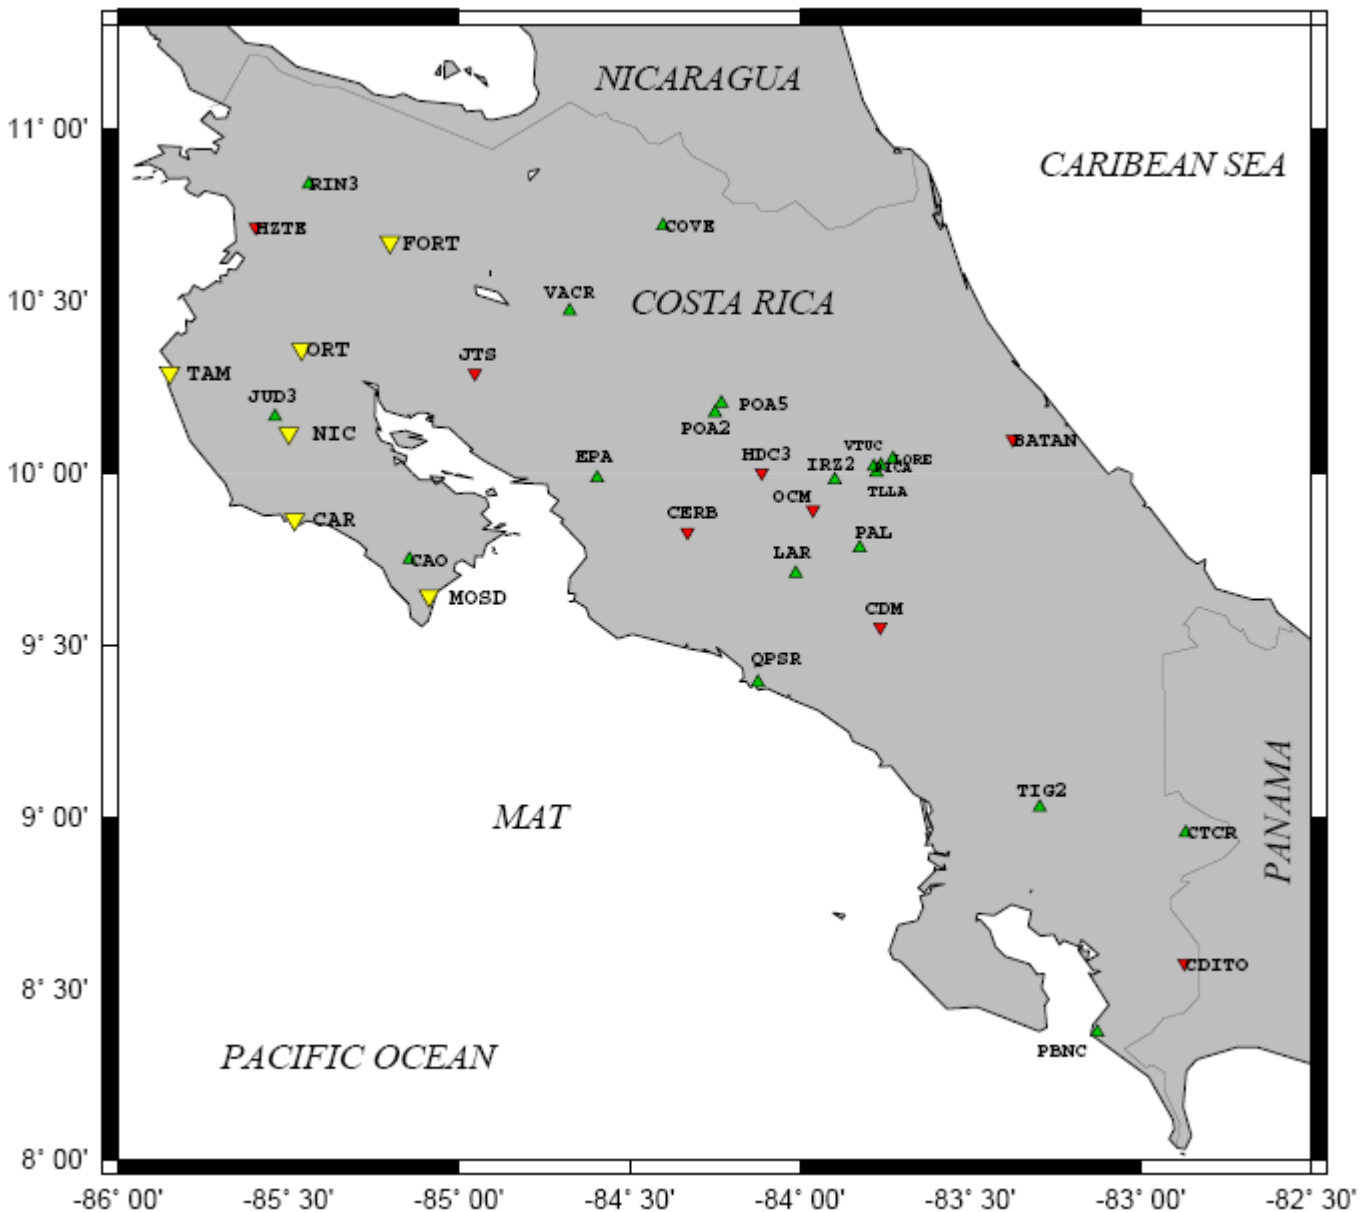 NICARAGUA
11° 00'
CARIBEAN SEA
RIN3
HZTE
COVE
FORT
VACR
10° 30'
COSTA RICA
ORT
JTS
TAM
JUD3
POA5
POA2
NIC
BATAN
VTUC
HDC3
EPA
IRZ2
LORE
PICA
10° 00'
TLLA
OCM
CERB
CAR
PAL
LAR
CAO
MOSD
CDM
9° 30'
QPSR
TIG2
PANAMA
MAT
9° 00'
CTCR
CDITO
8° 30'
PBNC
PACIFIC OCEAN
8° 00'
-86° 00' -85° 30' -85° 00' -84° 30' -84° 00' -83° 30' -83° 00' -82° 30'